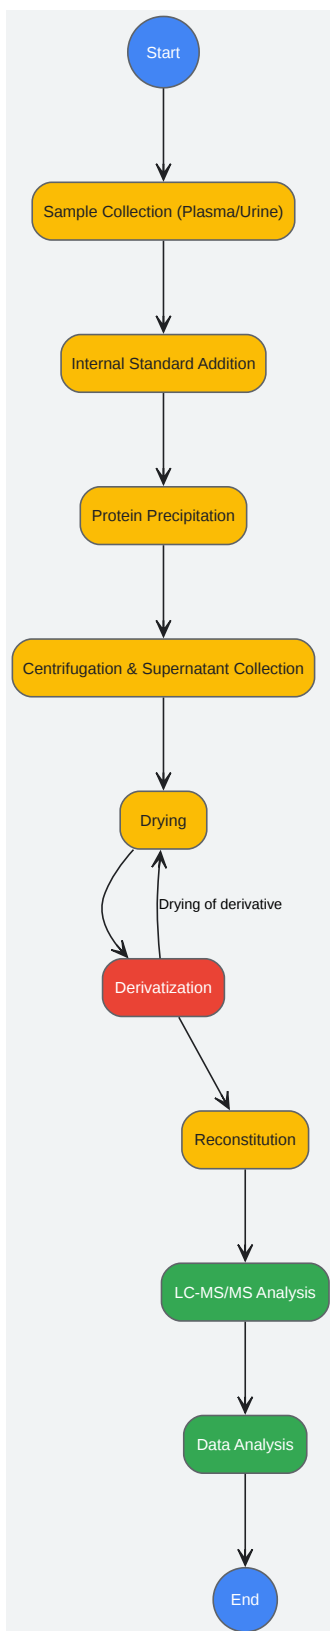 Start
Sample Collection (Plasma/Urine)
Internal Standard Addition
Protein Precipitation
Centrifugation & Supernatant Collection
Drying
Drying of derivative
Derivatization
Reconstitution
LC-MS/MS Analysis
Data Analysis
End